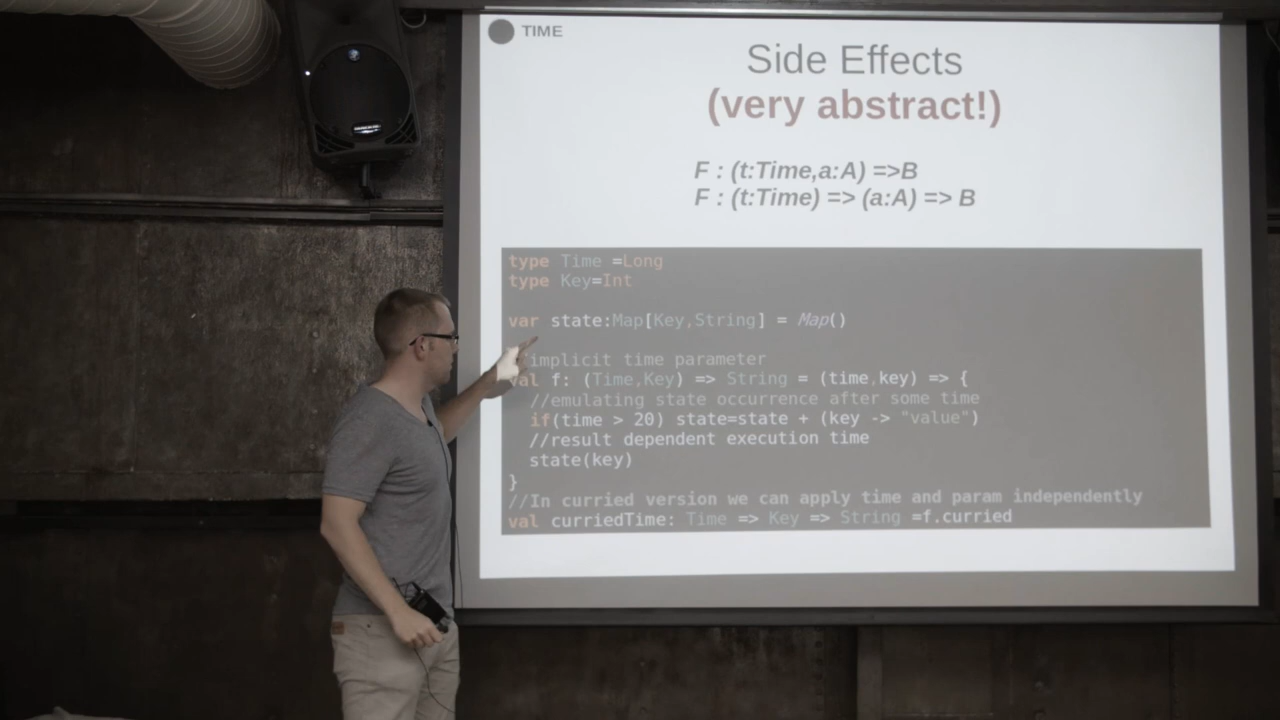 TIME
Side Effects
(very abstract!)
F : (t:Time,a:A) =>B
F : (t:Time) => (a:A) => B
type Time =Long
type Key=Int
var state:Map[Key,String] = Map()
implicit time parameter
val f: (Time,Key) => String = (time,key) => {
//emulating state occurrence after some time
if(time > 20) state=state + (key -> "value")
//result dependent execution time
state(key)
}
//In curried version we can apply time and param independently
val curriedTime: Time => Key => String =f.curried